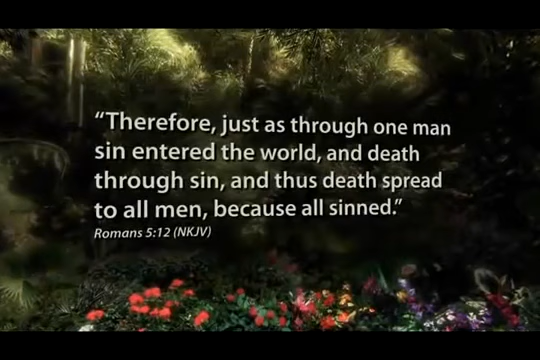 “Therefore, just as through one man
sin entered the world, and death
through sin, and thus death spread
to all men, because all sinned.”
Romans 5:12 (NKJV)